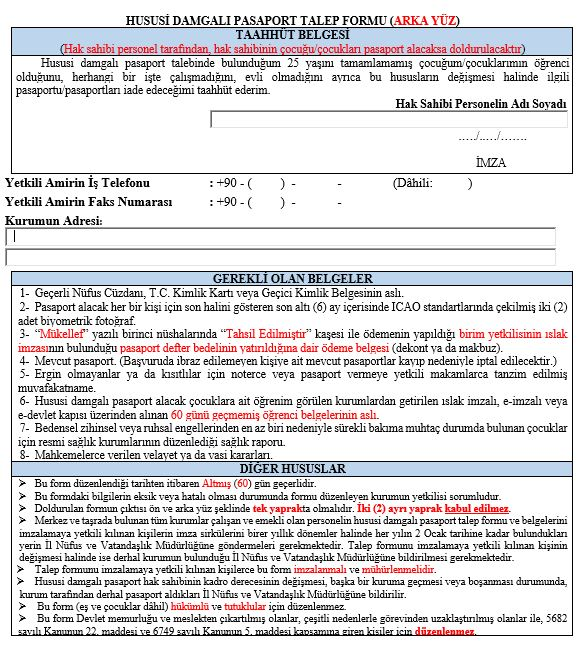 HUSUSİ DAMGALI PASAPORT TALEP FORMU (ARKA YÜZ)
TAAHHÜT BELGESİ
(Hak sahibi personel tarafından, hak sahibinin çocuğu/çocukları pasaport alacaksa doldurulacaktır)
Hususi damgalı pasaport talebinde bulunduğum 25 yaşını tamamlamamış çocuğum/çocuklarımın öğrenci
olduğunu, herhangi bir işte çalışmadığını, evli olmadığını ayrıca bu hususların değişmesi halinde ilgili
pasaportu/pasaportları iade edeceğimi taahhüt ederim.
Hak Sahibi Personelin Adı Soyadı
…../…../…….
İMZA
Yetkili Amirin İş Telefonu : +90 - ( ) - - (Dâhili: )
Yetkili Amirin Faks Numarası : +90 - ( ) - -
Kurumun Adresi:
GEREKLİ OLAN BELGELER
1- Geçerli Nüfus Cüzdanı, T.C. Kimlik Kartı veya Geçici Kimlik Belgesinin aslı.
2- Pasaport alacak her bir kişi için son halini gösteren son altı (6) ay içerisinde ICAO standartlarında çekilmiş iki (2)
adet biyometrik fotoğraf.
3- “Mükellef” yazılı birinci nüshalarında “Tahsil Edilmiştir” kaşesi ile ödemenin yapıldığı birim yetkilisinin ıslak
imzasının bulunduğu pasaport defter bedelinin yatırıldığına dair ödeme belgesi (dekont ya da makbuz).
4- Mevcut pasaport. (Başvuruda ibraz edilemeyen kişiye ait mevcut pasaportlar kayıp nedeniyle iptal edilecektir.)
5- Ergin olmayanlar ya da kısıtlılar için noterce veya pasaport vermeye yetkili makamlarca tanzim edilmiş
muvafakatname.
6- Hususi damgalı pasaport alacak çocuklara ait öğrenim görülen kurumlardan getirilen ıslak imzalı, e-imzalı veya
e-devlet kapısı üzerinden alınan 60 günü geçmemiş öğrenci belgelerinin aslı.
7- Bedensel zihinsel veya ruhsal engellerinden en az biri nedeniyle sürekli bakıma muhtaç durumda bulunan çocuklar
için resmi sağlık kurumlarının düzenlediği sağlık raporu.
8- Mahkemelerce verilen velayet ya da vasi kararları.
DİĞER HUSUSLAR
➢ Bu form düzenlendiği tarihten itibaren Altmış (60) gün geçerlidir.
➢ Bu formdaki bilgilerin eksik veya hatalı olması durumunda formu düzenleyen kurumun yetkilisi sorumludur.
➢ Doldurulan formun çıktısı ön ve arka yüz şeklinde tek yaprakta olmalıdır. İki (2) ayrı yaprak kabul edilmez.
➢ Merkez ve taşrada bulunan tüm kurumlar çalışan ve emekli olan personelin hususi damgalı pasaport talep formu ve belgelerini
imzalamaya yetkili kılınan kişilerin imza sirkülerini birer yıllık dönemler halinde her yılın 2 Ocak tarihine kadar bulundukları
yerin İl Nüfus ve Vatandaşlık Müdürlüğüne göndermeleri gerekmektedir. Talep formunu imzalamaya yetkili kılınan kişinin
değişmesi halinde ise derhal kurumun bulunduğu İl Nüfus ve Vatandaşlık Müdürlüğüne bildirilmesi gerekmektedir.
➢ Talep formunu imzalamaya yetkili kılınan kişilerce bu form imzalanmalı ve mühürlenmelidir.
➢ Hususi damgalı pasaport hak sahibinin kadro derecesinin değişmesi, başka bir kuruma geçmesi veya boşanması durumunda,
kurum tarafından derhal pasaport aldıkları İl Nüfus ve Vatandaşlık Müdürlüğüne bildirilir.
➢ Bu form (eş ve çocuklar dâhil) hükümlü ve tutuklular için düzenlenmez.
➢ Bu form Devlet memurluğu ve meslekten çıkartılmış olanlar, çeşitli nedenlerle görevinden uzaklaştırılmış olanlar ile, 5682
sayılı Kanunun 22. maddesi ve 6749 sayılı Kanunun 5. maddesi kapsamına giren kişiler için düzenlenmez.